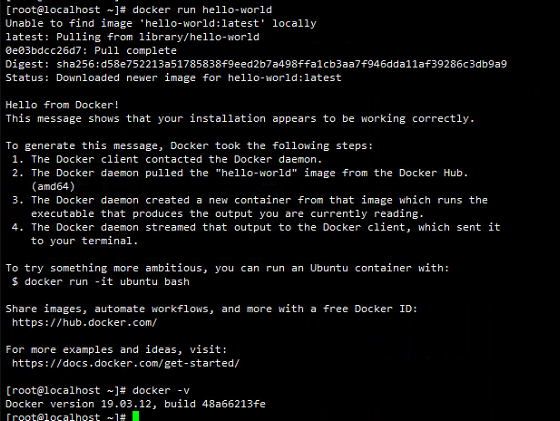 [root@localhost ~]# docker run hello-world
Unable to find image 'hello-world:latest' locally
latest: Pulling from library/hello-world
0e03bdcc26d7: Pull complete
Digest: sha256:d58e752213a51785838f9eed2b7a498ffa1cb3aa7f946dda11af39286c3db9a9
Status: Downloaded newer image for hello-world:latest

Hello from Docker!
This message shows that your installation appears to be working correctly.

To generate this message, Docker took the following steps:
 1. The Docker client contacted the Docker daemon.
 2. The Docker daemon pulled the "hello-world" image from the Docker Hub.
    (amd64)
 3. The Docker daemon created a new container from that image which runs the
    executable that produces the output you are currently reading.
 4. The Docker daemon streamed that output to the Docker client, which sent it
    to your terminal.

To try something more ambitious, you can run an Ubuntu container with:
 $ docker run -it ubuntu bash

Share images, automate workflows, and more with a free Docker ID:
 https://hub.docker.com/

For more examples and ideas, visit:
 https://docs.docker.com/get-started/

[root@localhost ~]# docker -v
Docker version 19.03.12, build 48a66213fe
[root@localhost ~]#